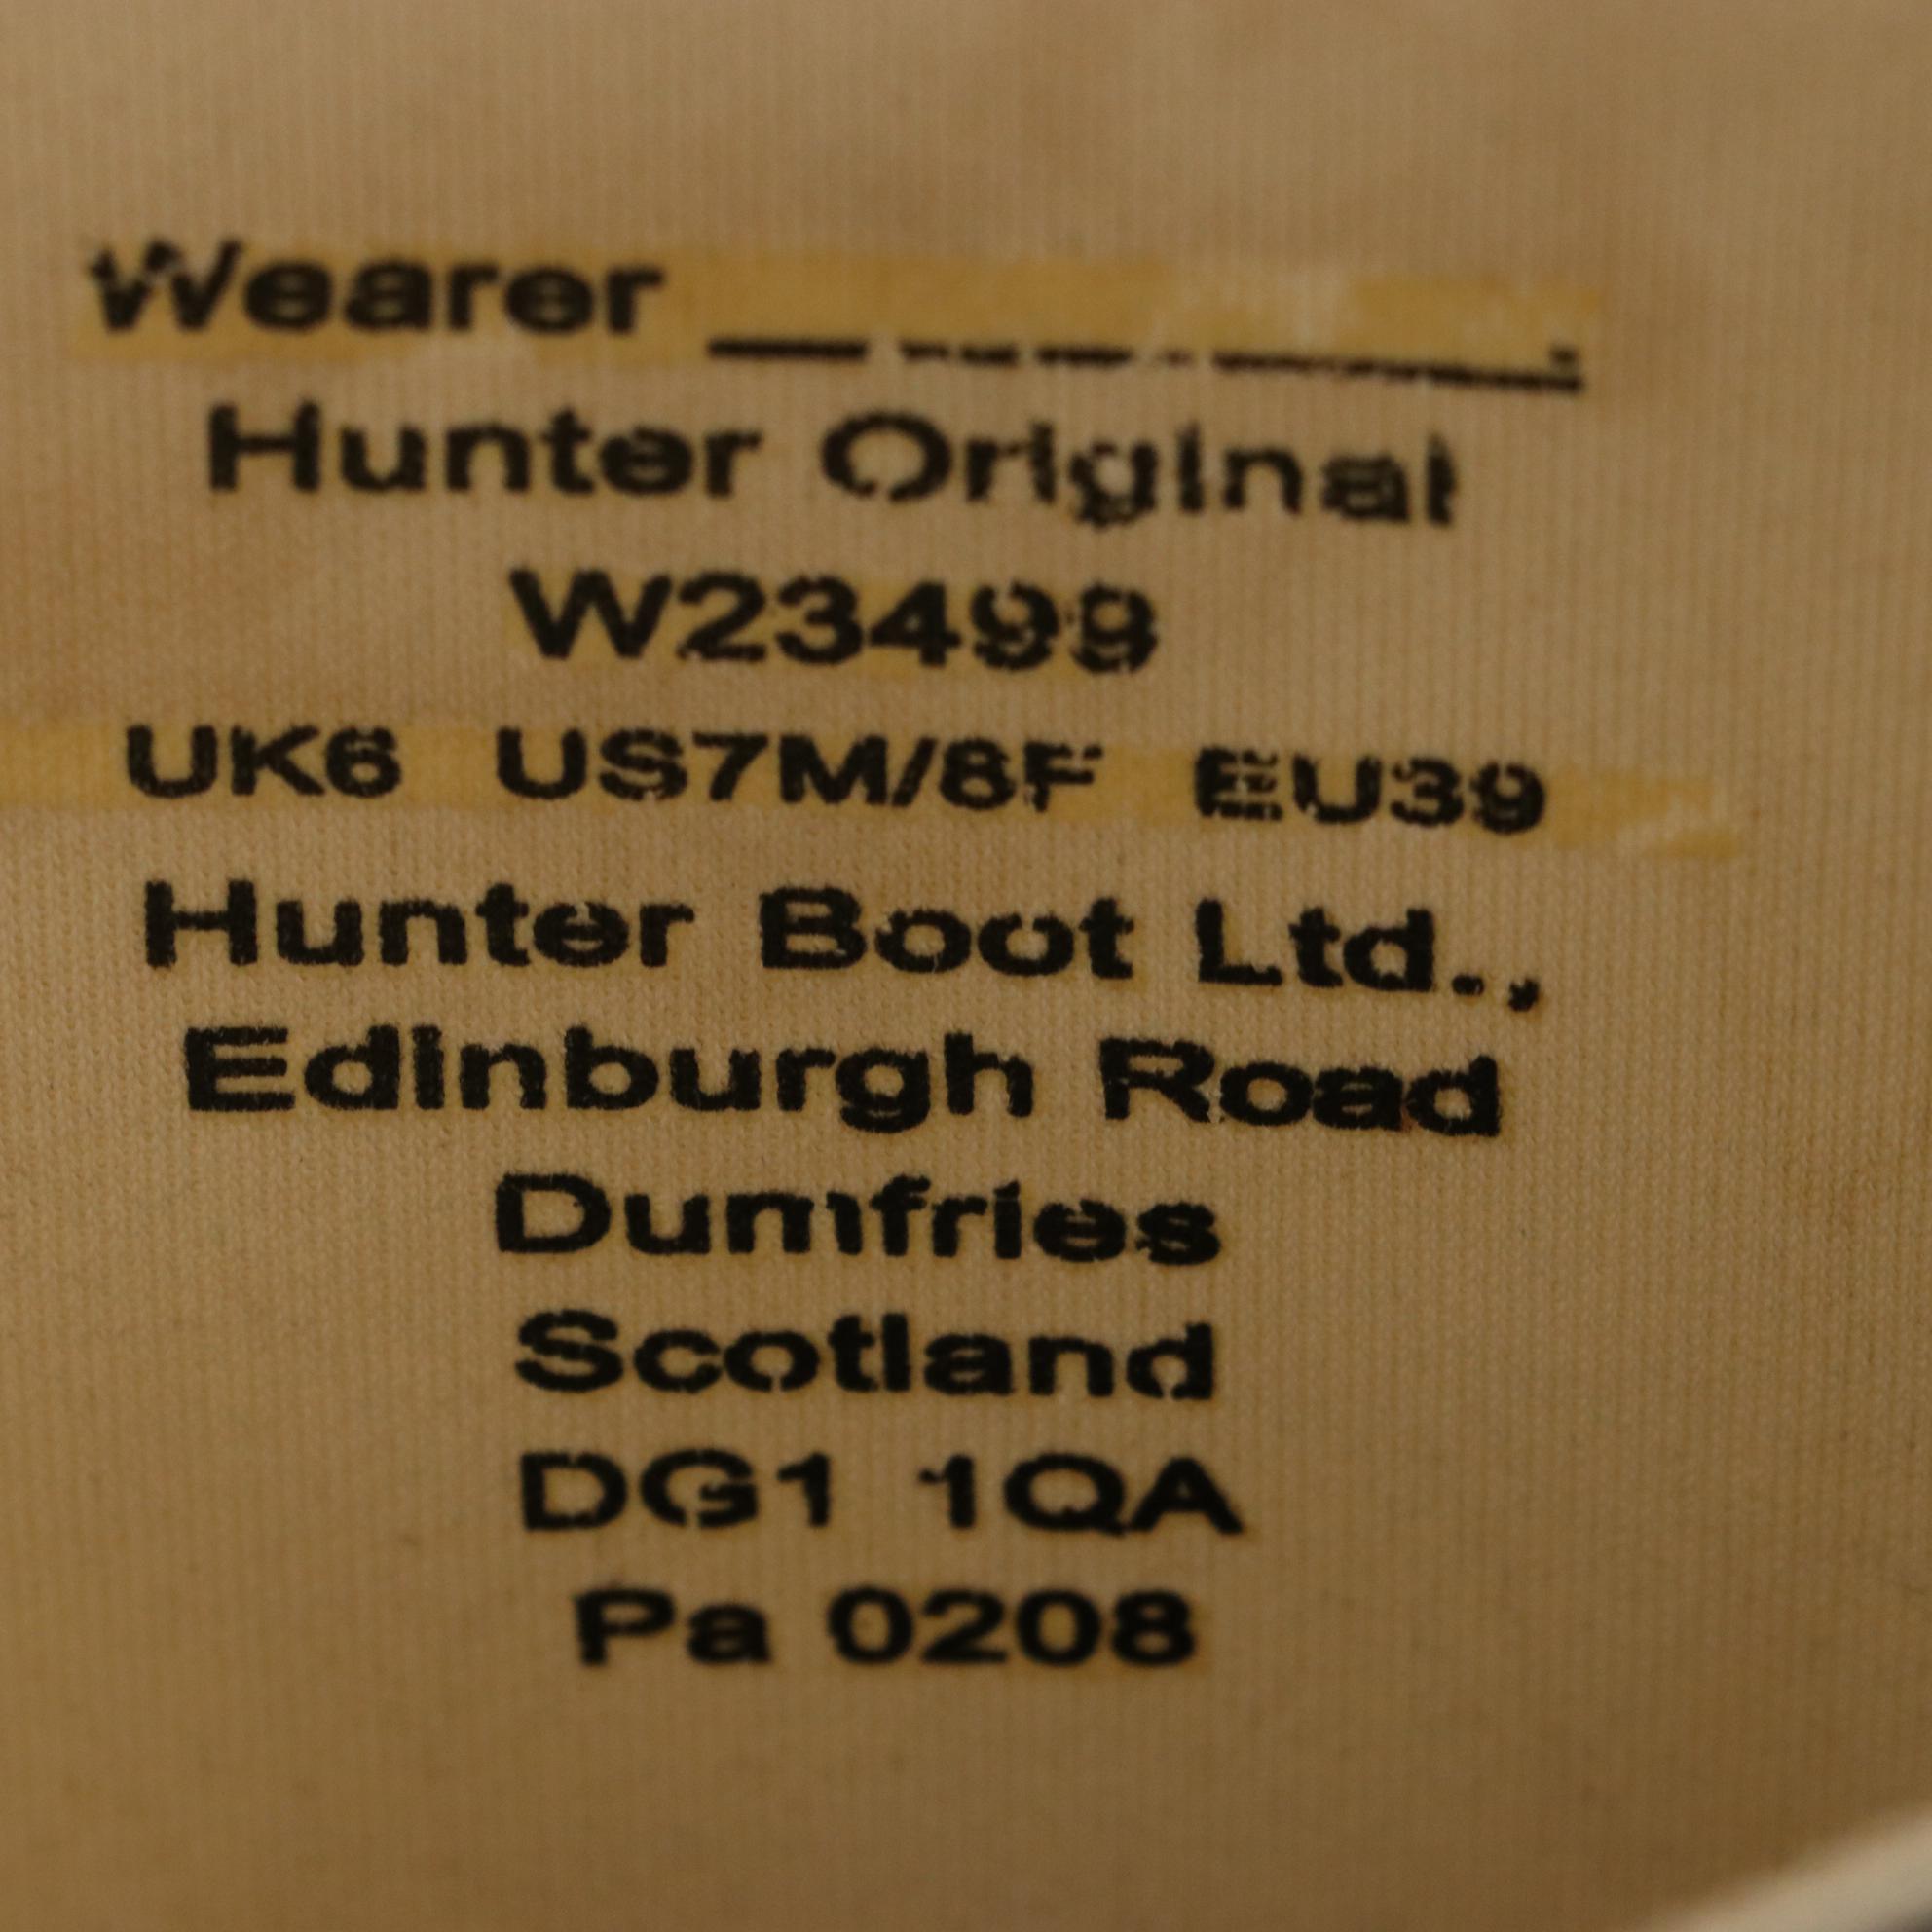 Wearer __________
Hunter Original
W23499
UK6 US7M/8F EU39
Hunter Boot Ltd.,
Edinburgh Road
Dumfries
Scotland
DG1 1QA
Pa 0208